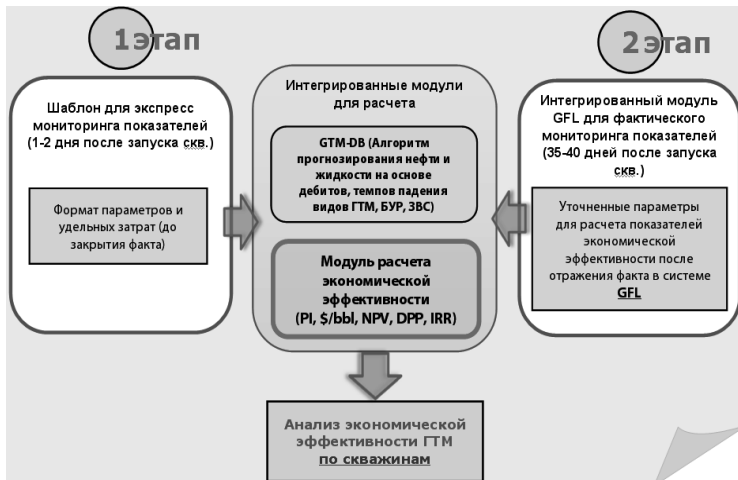 1этап
2этап
Шаблон для экспресс
мониторинга показателей
(1-2 дня после запуска скв.)
Формат параметров и
удельных затрат (до
закрытия факта)
Интегрированные модули
для расчета
GTM-DB (Алгоритм
прогнозирования нефти и
жидкости на основе
дебитов, темпов падения
видов ГТМ, БУР, ЗВС)
Модуль расчета
экономической
эффективности
(PI, $/bbl, NPV, DPP, IRR)
Интегрированный модуль
GFL для фактического
мониторинга показателей
(35-40 дней после запуска
скв.)
Уточненные параметры
для расчета показателей
экономической
эффективности после
отражения факта в системе
GFL
Анализ экономической
эффективности ГТМ
по скважинам